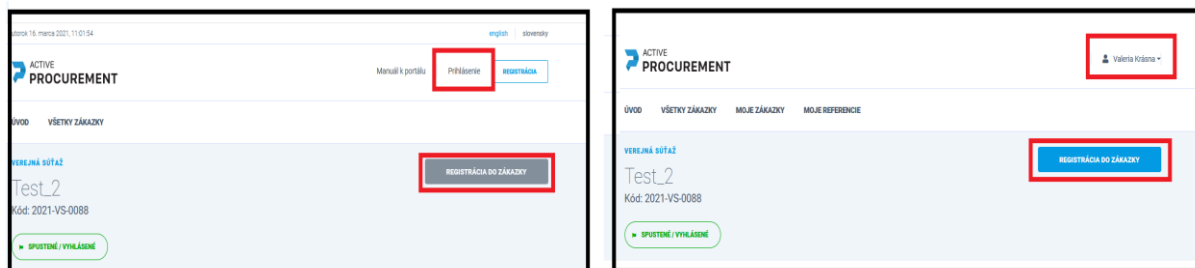 utorok 16. marca 2021, 11:01:54
english slovensky
ACTIVE
PROCUREMENT
Manuál k portálu Prihlásenie REGISTRÁCIA
ÚVOD VŠETKY ZÁKAZKY
VEREJNÁ SÚŤAŽ
REGISTRÁCIA DO ZÁKAZKY
Test_2
Kód: 2021-VS-0088
SPUSTENÉ / VYHLÁSENÉ
ACTIVE
PROCUREMENT
Valeria Krásna
ÚVOD VŠETKY ZÁKAZKY MOJE ZÁKAZKY MOJE REFERENCIE
VEREJNÁ SÚŤAŽ
REGISTRÁCIA DO ZÁKAZKY
Test_2
Kód: 2021-VS-0088
SPUSTENÉ / VYHLÁSENÉ